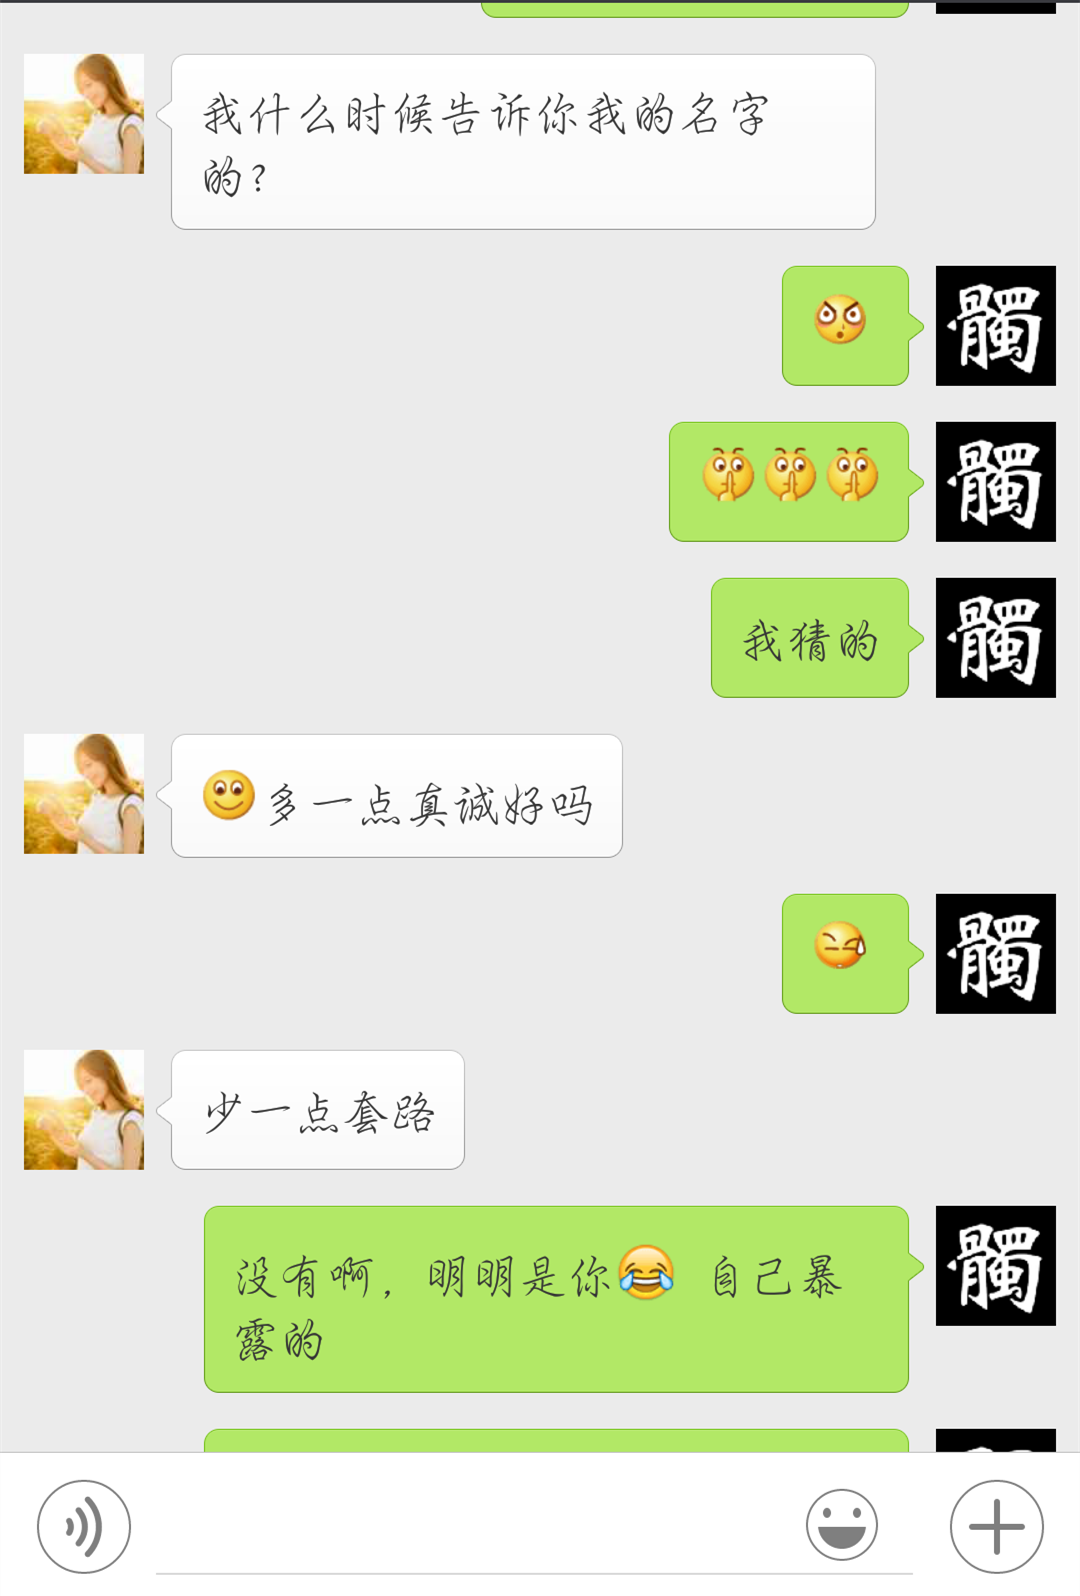 我什么时候告诉你我的名字
的?
髑
髑
我猜的
髑
多一点真诚好吗
髑
少一点套路
没有啊，明明是你😂 自己暴
露的
髑